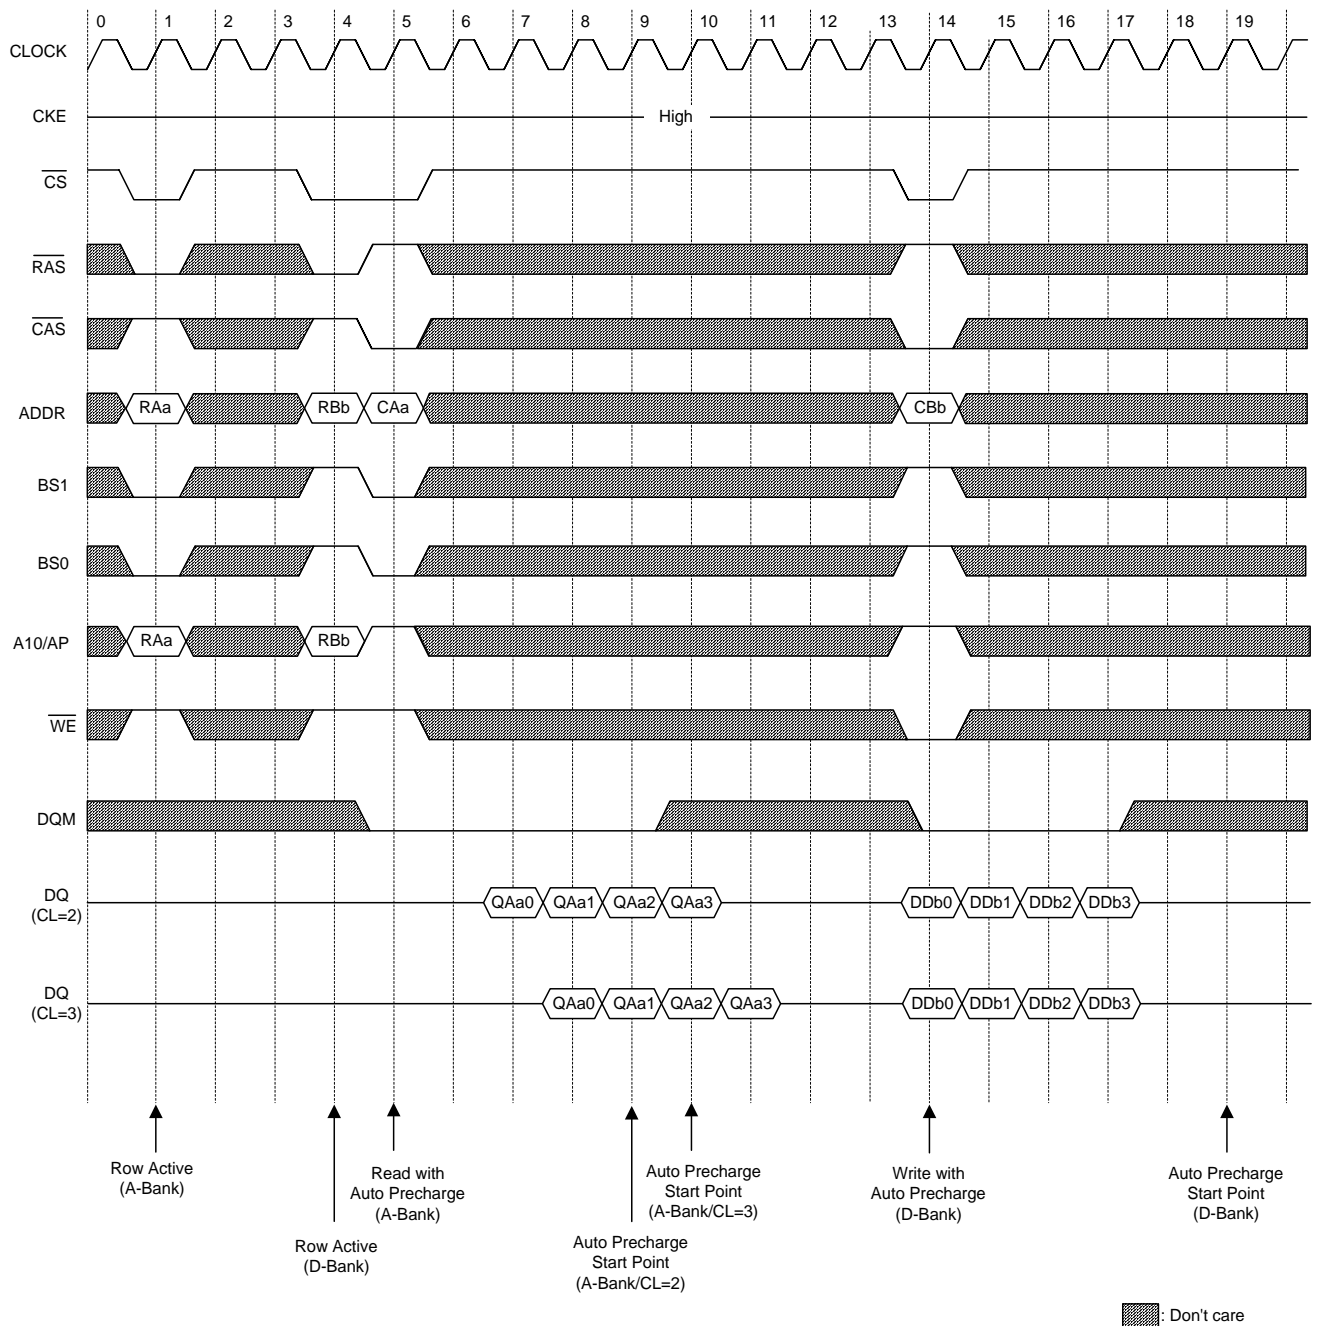 0 1 2 3 4 5 6 7 8 9 10 11 12 13 14 15 16 17 18 19
CLOCK
CKE High
CS
RAS
CAS
ADDR RAa RBb CAa CBb
BS1
BS0
A10/AP RAa RBb
WE
DQM
DQ
(CL=2) QAa0 QAa1 QAa2 QAa3 DDb0 DDb1 DDb2 DDb3
DQ
(CL=3) QAa0 QAa1 QAa2 QAa3 DDb0 DDb1 DDb2 DDb3
Row Active
(A-Bank)
Row Active
(D-Bank)
Read with
Auto Precharge
(A-Bank)
Auto Precharge
Start Point
(A-Bank/CL=2)
Auto Precharge
Start Point
(A-Bank/CL=3)
Write with
Auto Precharge
(D-Bank)
Auto Precharge
Start Point
(D-Bank)
: Don't care